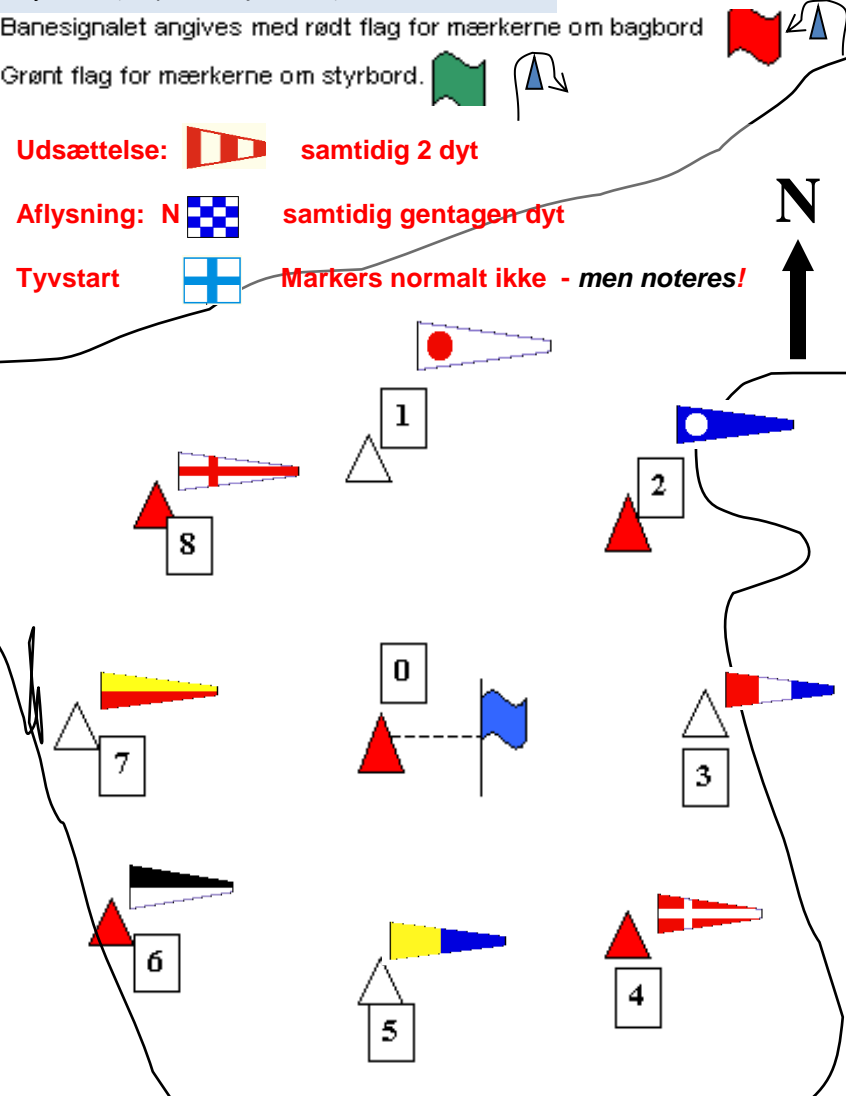 Banesignalet angives med rødt flag for mærkerne om bagbord
Grønt flag for mærkerne om styrbord.
Udsættelse: samtidig 2 dyt
Aflysning: N samtidig gentagen dyt
Tyvstart Markers normalt ikke - men noteres!
N
1
2
8
0
7
3
6
4
5